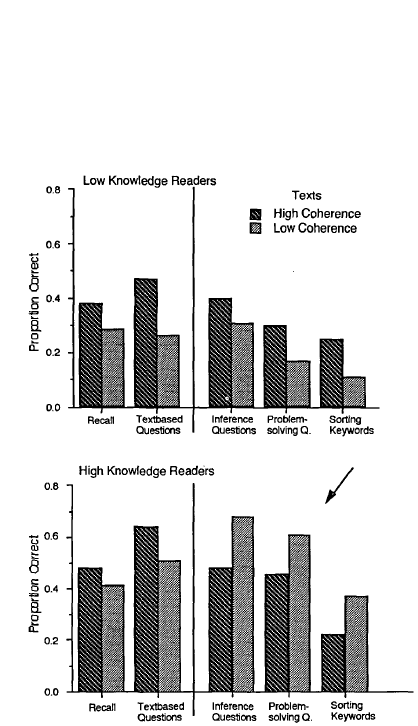 Low Knowledge Readers
Texts
High Coherence
Low Coherence
Proportion Correct
0.8
0.6
0.4
0.2
0.0
Recall
Textbased
Questions
Inference
Questions
Problem-
solving Q.
Sorting
Keywords
High Knowledge Readers
Proportion Correct
0.8
0.6
0.4
0.2
0.0
Recall
Textbased
Questions
Inference
Questions
Problem-
solving Q.
Sorting
Keywords